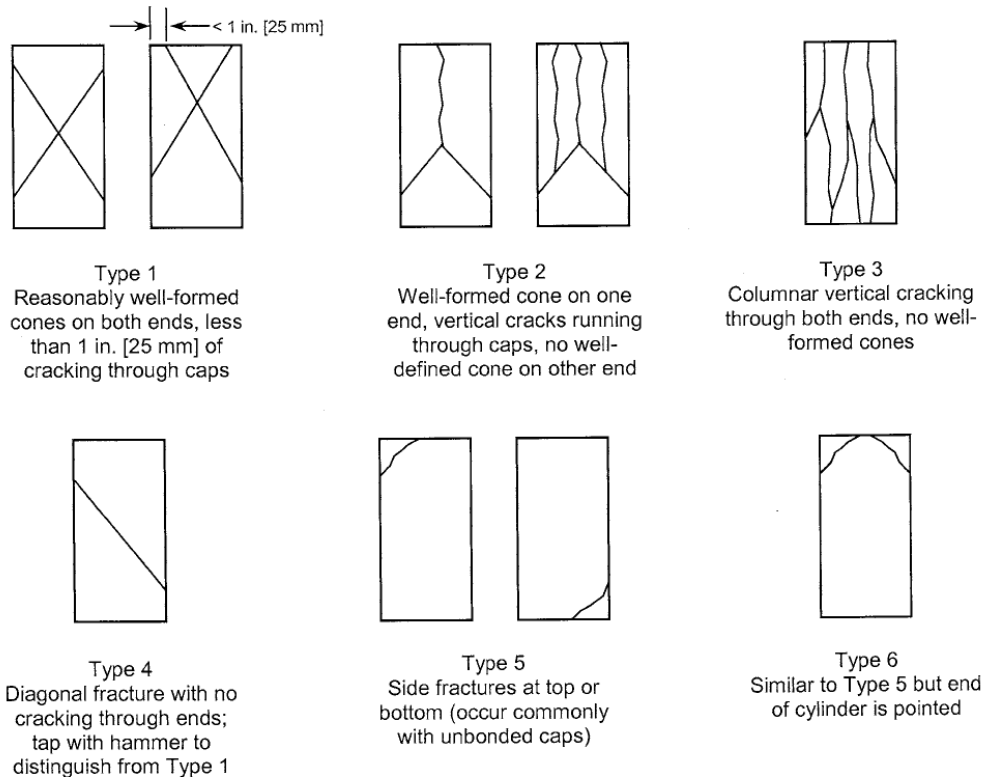 < 1 in. [25 mm]
Type 1
Reasonably well-formed
cones on both ends, less
than 1 in. [25 mm] of
cracking through caps
Type 2
Well-formed cone on one
end, vertical cracks running
through caps, no well-
defined cone on other end
Type 3
Columnar vertical cracking
through both ends, no well-
formed cones
Type 4
Diagonal fracture with no
cracking through ends;
tap with hammer to
distinguish from Type 1
Type 5
Side fractures at top or
bottom (occur commonly
with unbonded caps)
Type 6
Similar to Type 5 but end
of cylinder is pointed